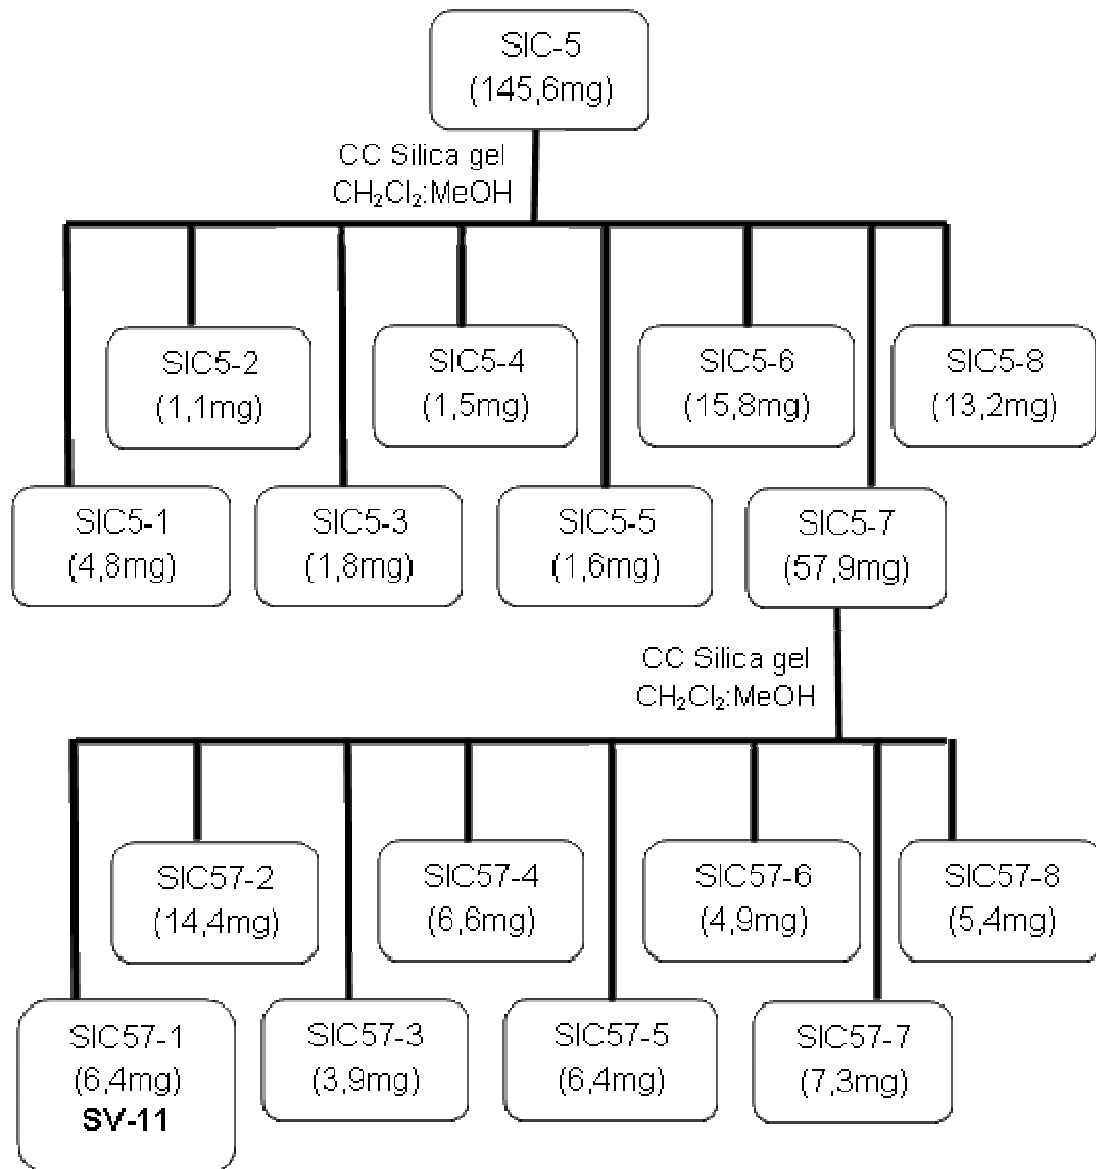 SIC-5
(145,6mg)
CC Silica gel
CH₂Cl₂:MeOH
SIC5-2
(1,1mg)
SIC5-4
(1,5mg)
SIC5-6
(15,8mg)
SIC5-8
(13,2mg)
SIC5-1
(4,8mg)
SIC5-3
(1,8mg)
SIC5-5
(1,6mg)
SIC5-7
(57,9mg)
CC Silica gel
CH₂Cl₂:MeOH
SIC57-2
(14,4mg)
SIC57-4
(6,6mg)
SIC57-6
(4,9mg)
SIC57-8
(5,4mg)
SIC57-1
(6,4mg)
SV-11
SIC57-3
(3,9mg)
SIC57-5
(6,4mg)
SIC57-7
(7,3mg)